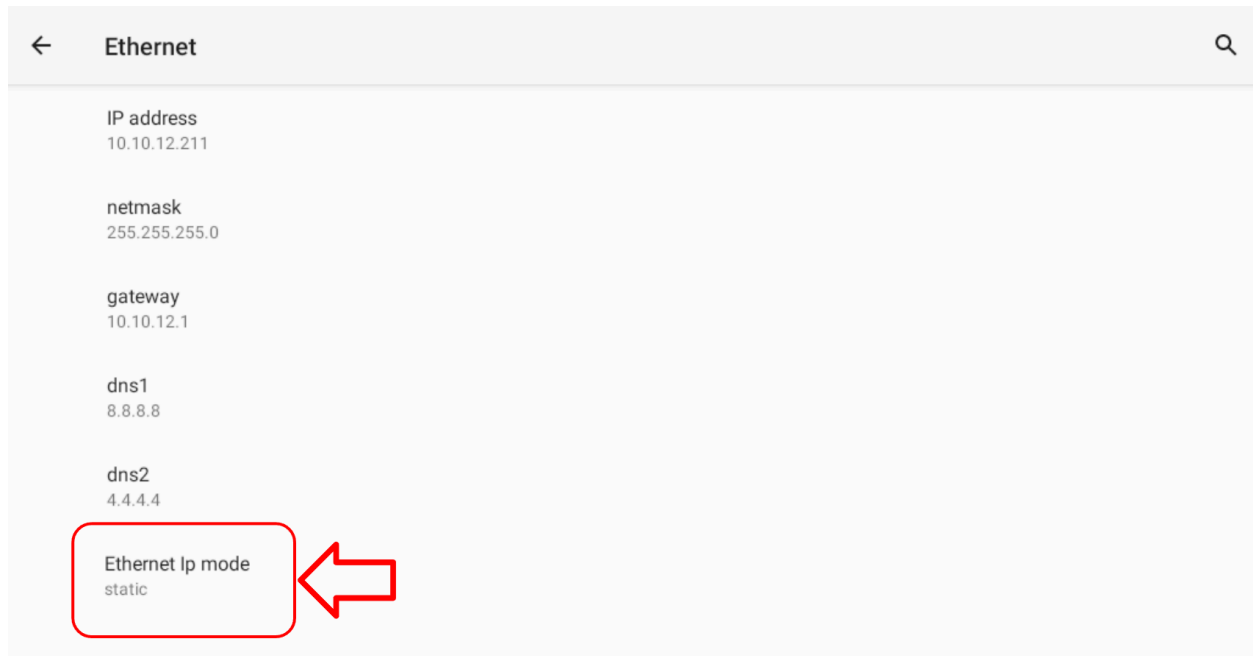 Ethernet
IP address
10.10.12.211
netmask
255.255.255.0
gateway
10.10.12.1
dns1
8.8.8.8
dns2
4.4.4.4
Ethernet Ip mode
static